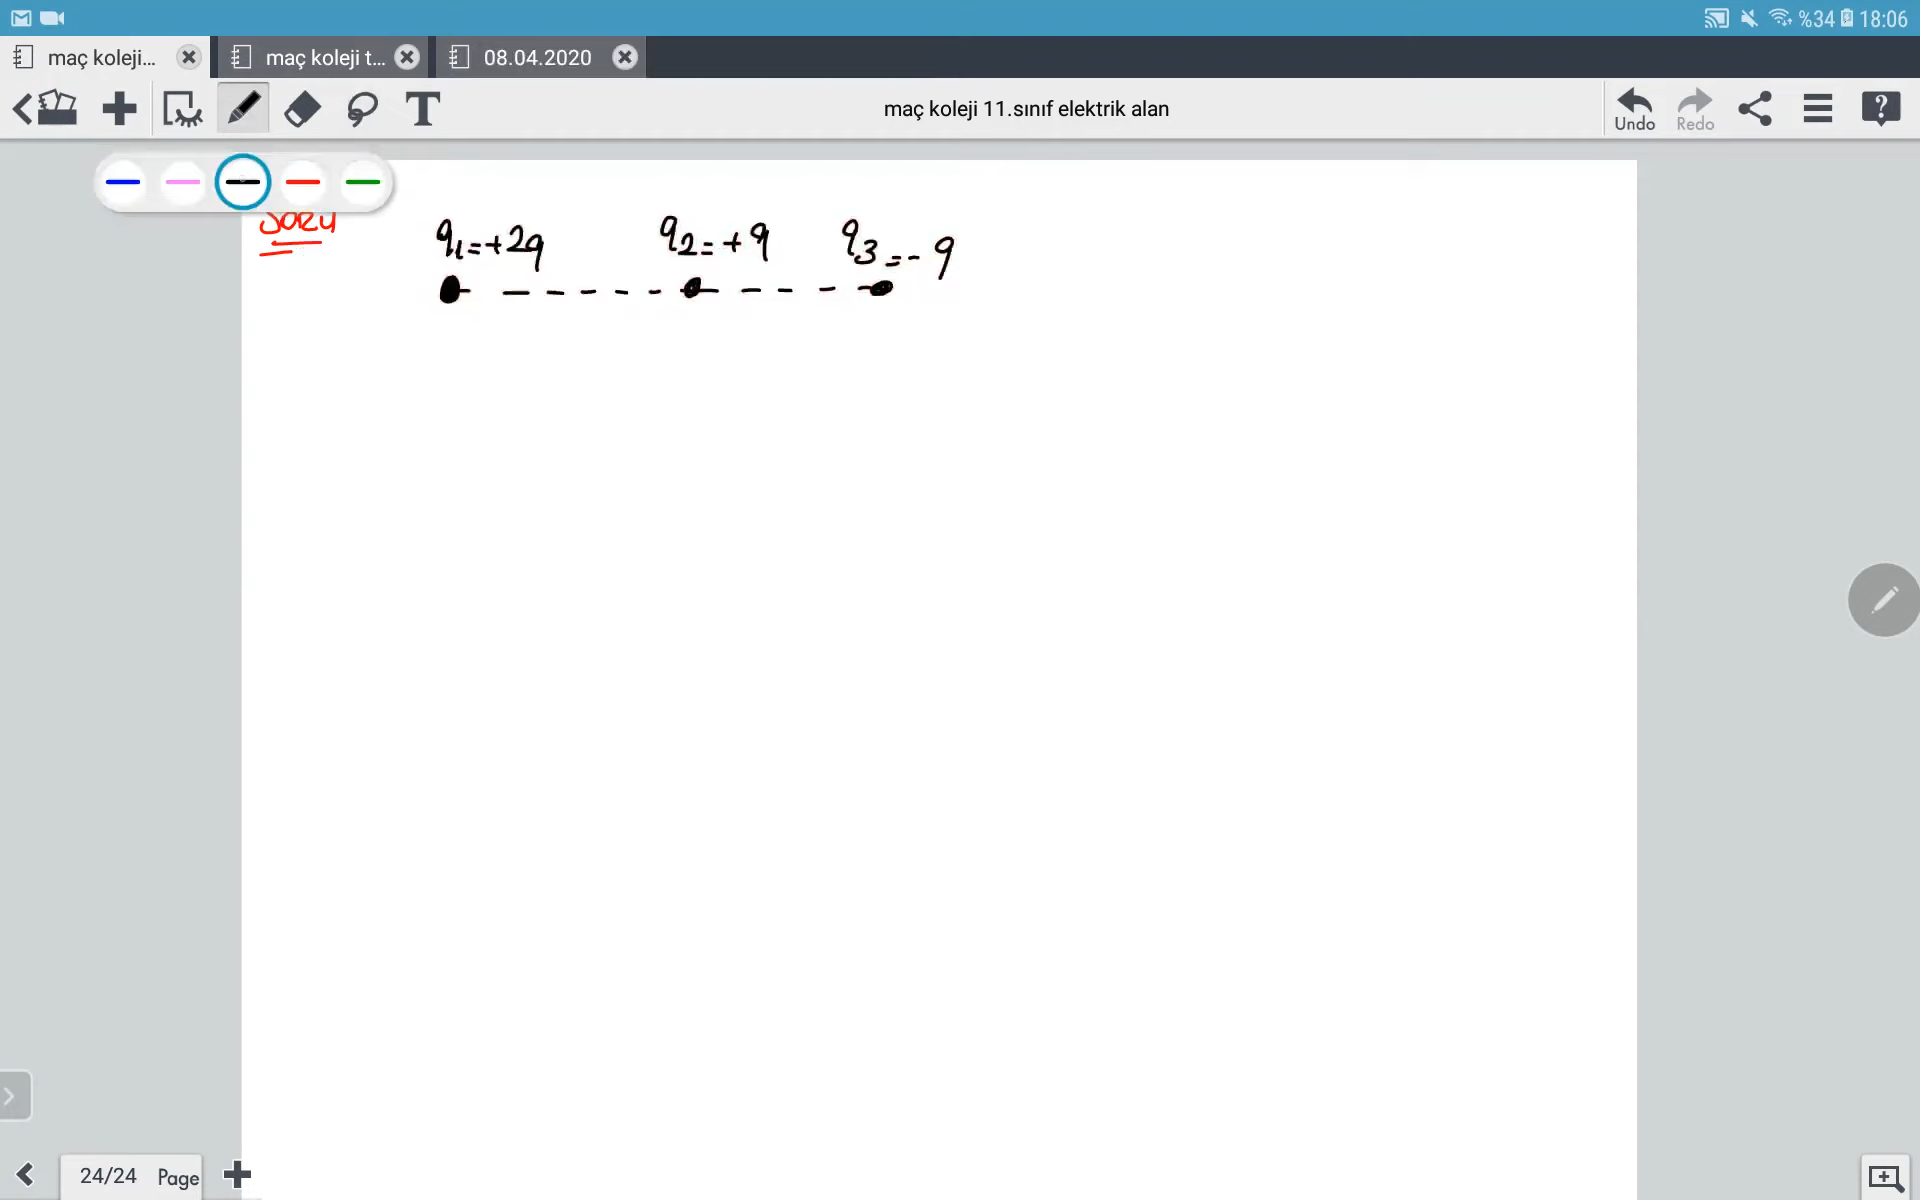 %34 18:06
maç koleji... maç koleji t... 08.04.2020
T maç koleji 11.sınıf elektrik alan Undo Redo
Soru
q1=+2q q2=+q q3=-q
24/24 Page